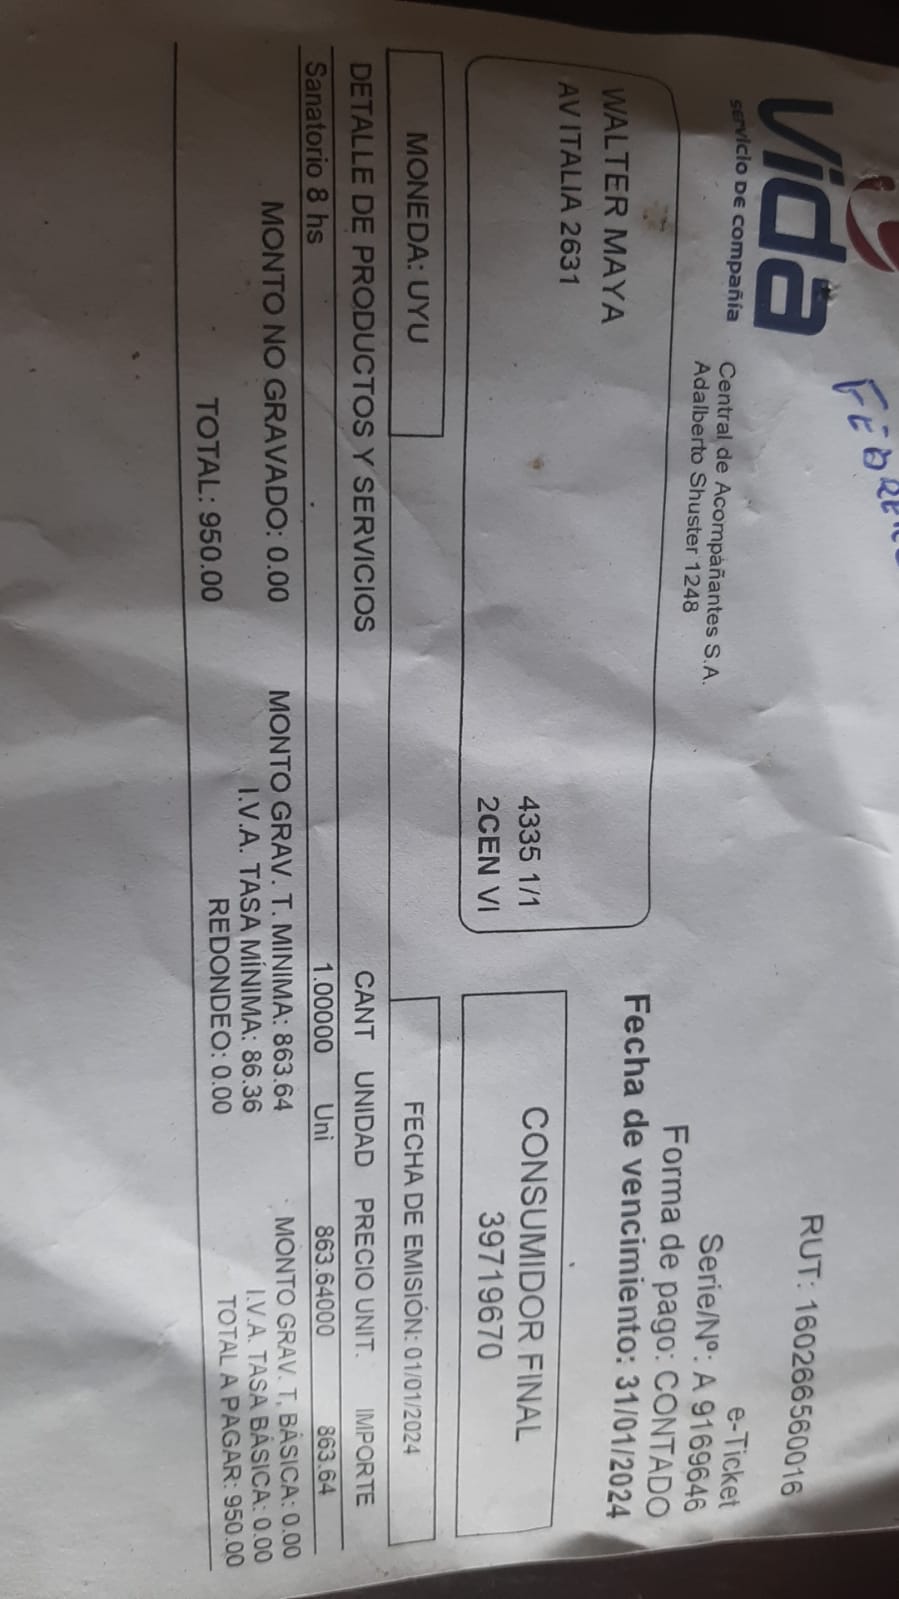 FEBRER
Vida
servicio de compañía
Central de Acompañantes S.A.
Adalberto Shuster 1248
RUT: 160266560016
e-Ticket
Serie/Nº: A 9169646
Forma de pago: CONTADO
Fecha de vencimiento: 31/01/2024
WALTER MAYA
AV ITALIA 2631
4335 1/1
2CEN VI
CONSUMIDOR FINAL
39719670
MONEDA: UYU
FECHA DE EMISIÓN: 01/01/2024
DETALLE DE PRODUCTOS Y SERVICIOS CANT UNIDAD PRECIO UNIT. IMPORTE
Sanatorio 8 hs 1.00000 Uni 863.64000 863.64
MONTO NO GRAVADO: 0.00 MONTO GRAV. T. MINIMA: 863.64 MONTO GRAV. T, BÁSICA: 0.00
I.V.A. TASA MÍNIMA: 86.36 I.V.A. TASA BÁSICA: 0.00
TOTAL: 950.00 REDONDEO: 0.00 TOTAL A PAGAR: 950.00